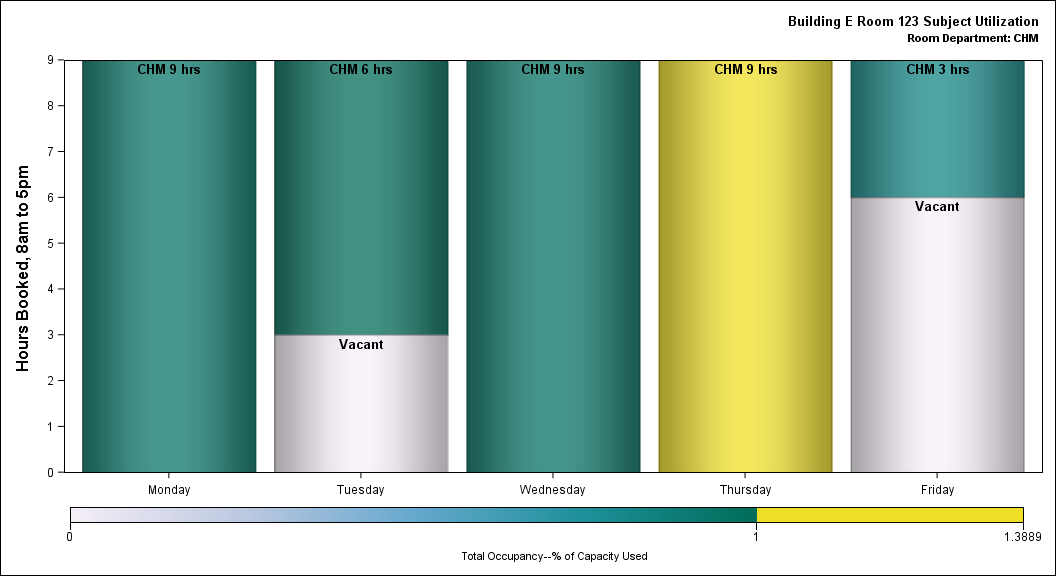 Building E Room 123 Subject Utilization
Room Department: CHM
Hours Booked, 8am to 5pm
9
8
7
6
5
4
3
2
1
0
CHM 9 hrs
CHM 6 hrs
CHM 9 hrs
CHM 9 hrs
CHM 3 hrs
Vacant
Vacant
Monday
Tuesday
Wednesday
Thursday
Friday
0
1
1.3889
Total Occupancy--% of Capacity Used